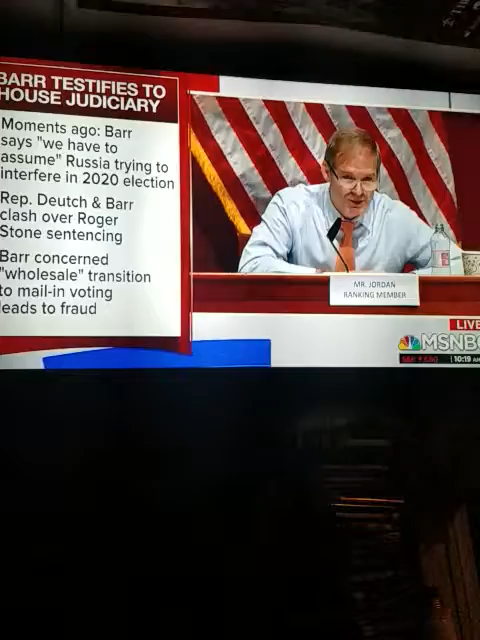 BARR TESTIFIES TO
HOUSE JUDICIARY
Moments ago: Barr
says "we have to
assume" Russia trying to
interfere in 2020 election
Rep. Deutch & Barr
clash over Roger
Stone sentencing
Barr concerned
"wholesale" transition
to mail-in voting
leads to fraud
MR. JORDAN
RANKING MEMBER
LIVE
MSNBC
10:19 AM